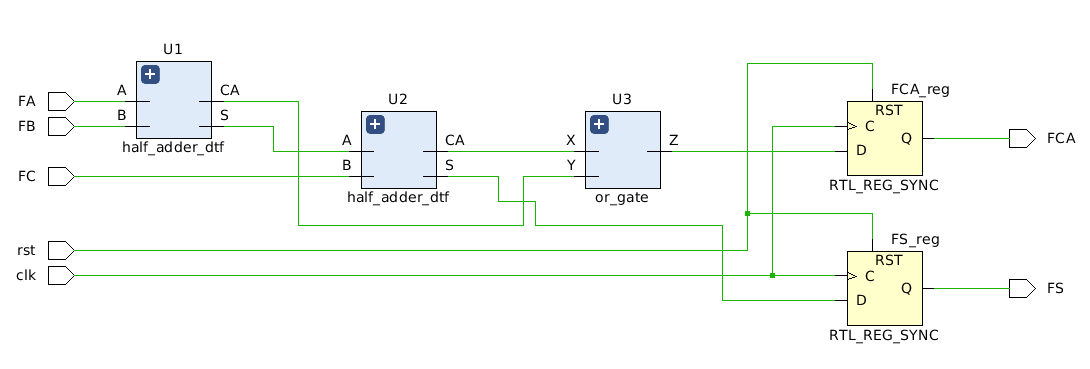 U1
FA
A
CA
FB
B
S
half_adder_dtf
U2
A
CA
FC
B
S
half_adder_dtf
U3
X
Z
Y
or_gate
FCA_reg
RST
C
Q
FCA
D
RTL_REG_SYNC
rst
clk
FS_reg
RST
C
Q
FS
D
RTL_REG_SYNC